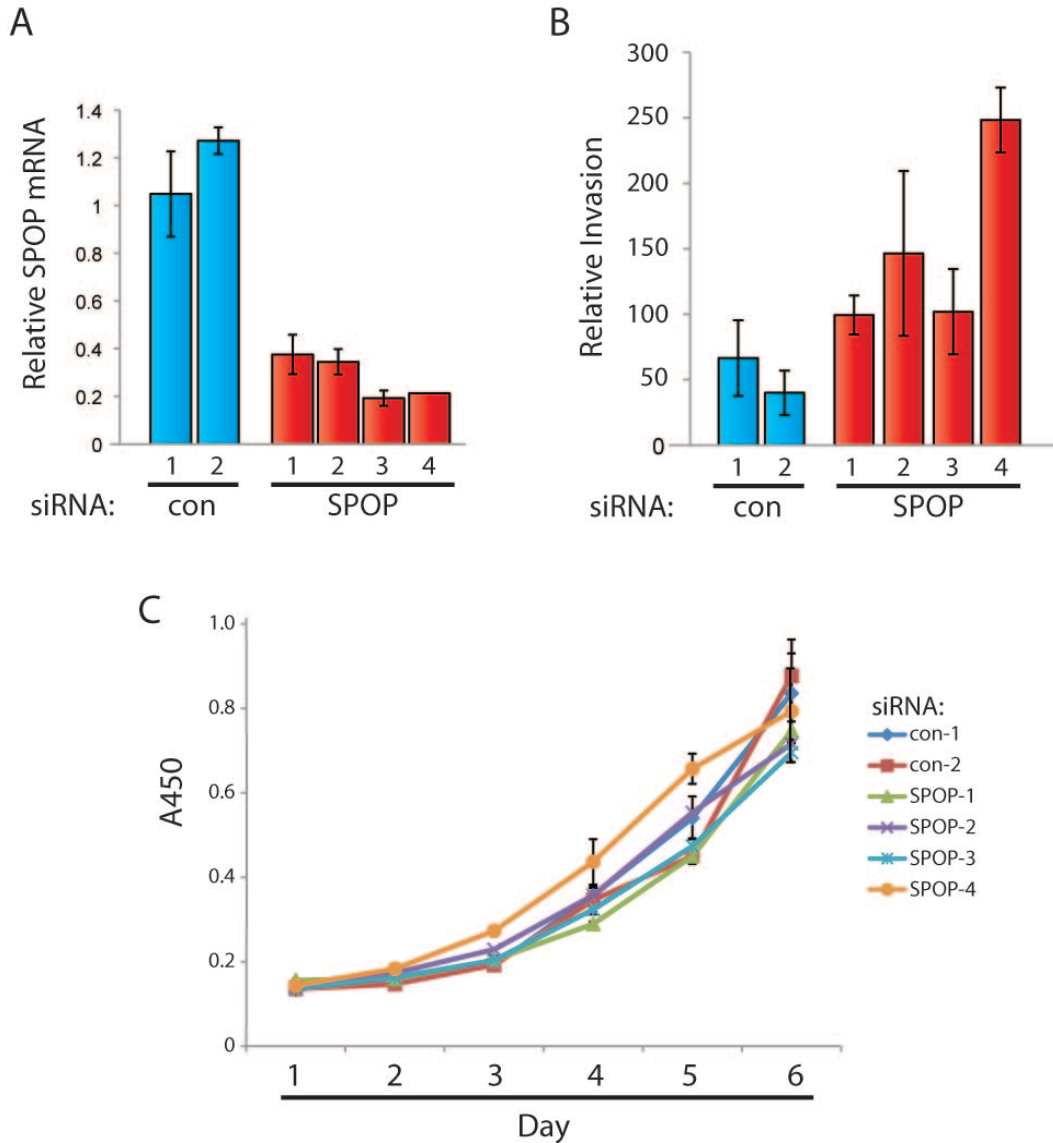 A
Relative SPOP mRNA
1.4
1.2
1
0.8
0.6
0.4
0.2
0
1 2 1 2 3 4
siRNA: con SPOP
B
Relative Invasion
300
250
200
150
100
50
0
1 2 1 2 3 4
siRNA: con SPOP
C
A450
1.0
0.8
0.6
0.4
0.2
0
1 2 3 4 5 6
Day
siRNA:
con-1
con-2
SPOP-1
SPOP-2
SPOP-3
SPOP-4